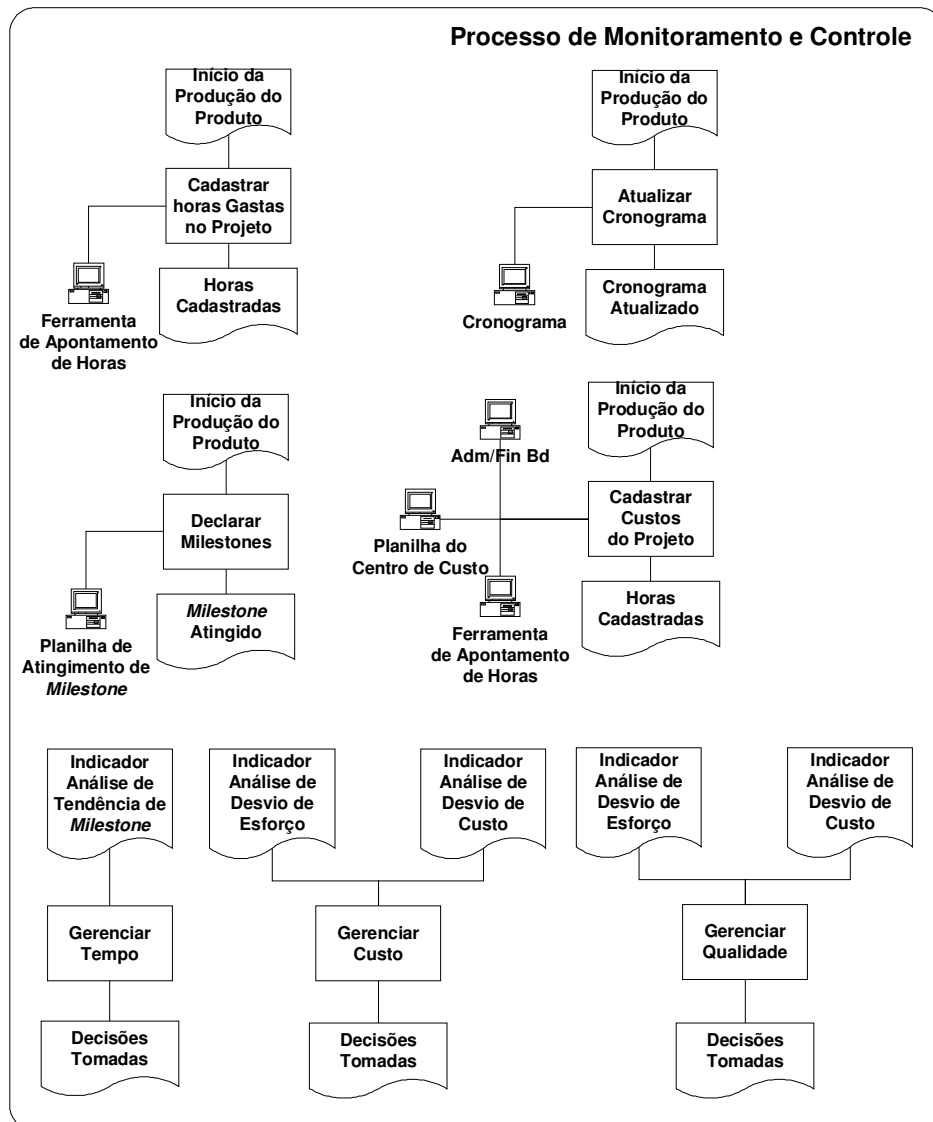 Processo de Monitoramento e Controle
Início da
Produção do
Produto
Cadastrar
horas Gastas
no Projeto
Horas
Cadastradas
Ferramenta
de Apontamento
de Horas
Início da
Produção do
Produto
Atualizar
Cronograma
Cronograma
Atualizado
Cronograma
Início da
Produção do
Produto
Declarar
Milestones
Milestone
Atingido
Planilha de
Atingimento de
Milestone
Adm/Fin Bd
Início da
Produção do
Produto
Cadastrar
Custos
do Projeto
Planilha do
Centro de Custo
Horas
Cadastradas
Ferramenta
de Apontamento
de Horas
Indicador
Análise de
Tendência de
Milestone
Gerenciar
Tempo
Decisões
Tomadas
Indicador
Análise de
Desvio de
Esforço
Indicador
Análise de
Desvio de
Custo
Gerenciar
Custo
Decisões
Tomadas
Indicador
Análise de
Desvio de
Esforço
Indicador
Análise de
Desvio de
Custo
Gerenciar
Qualidade
Decisões
Tomadas